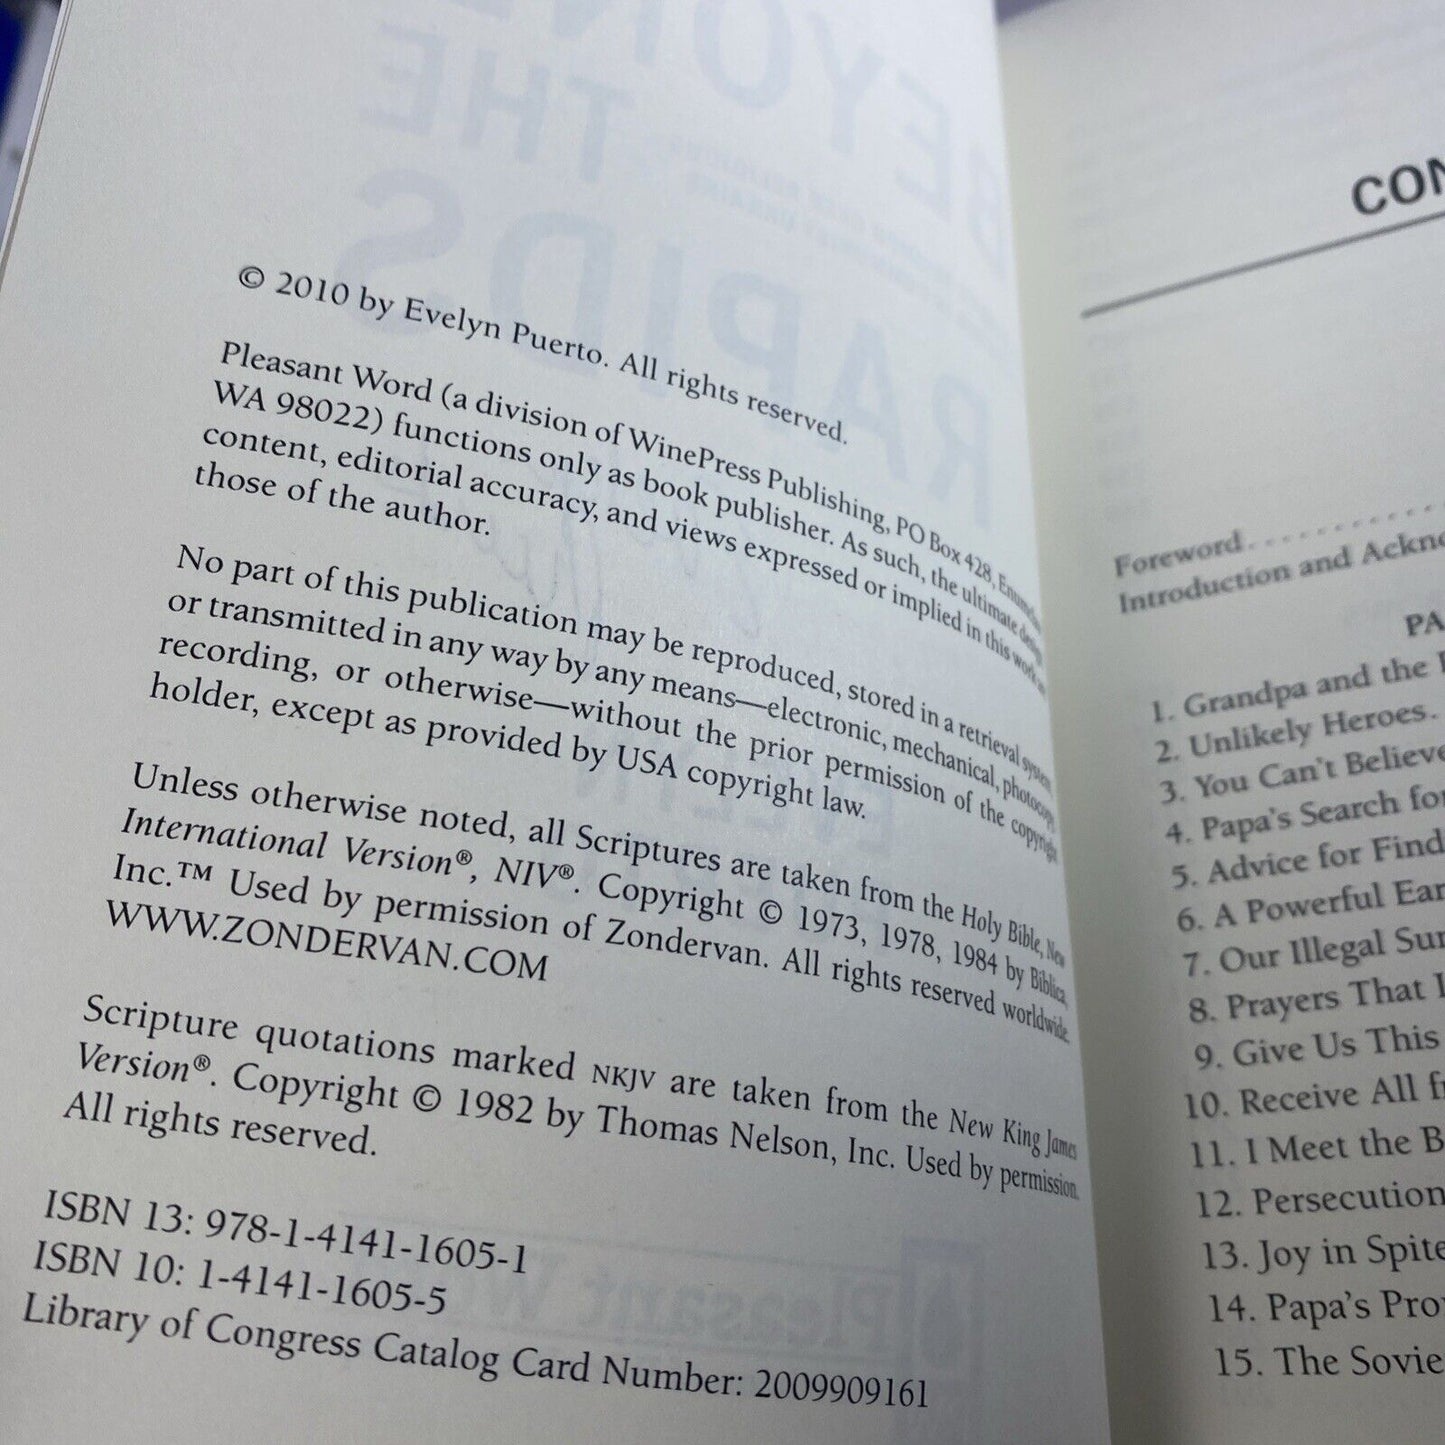 © 2010 by Evelyn Puerto. All rights reserved.
Pleasant Word (a division of WinePress Publishing, PO Box 428,
WA 98022) functions only as book publisher. As such, the ultimate
content, editorial accuracy, and views expressed or implied in this work
those of the author.
No part of this publication may be reproduced, stored in a retrieval system,
or transmitted in any way by any means—electronic, mechanical, photocopy,
recording, or otherwise—without the prior permission of the copyright
holder, except as provided by USA copyright law.
Unless otherwise noted, all Scriptures are taken from the Holy Bible, New
International Version®, NIV®. Copyright © 1973, 1978, 1984 by Biblica,
Inc.™ Used by permission of Zondervan. All rights reserved worldwide.
WWW.ZONDERVAN.COM
Scripture quotations marked NKJV are taken from the New King James
Version®. Copyright © 1982 by Thomas Nelson, Inc. Used by permission.
All rights reserved.
ISBN 13: 978-1-4141-1605-1
ISBN 10: 1-4141-1605-5
Library of Congress Catalog Card Number: 2009909161
CON
Foreword
Introduction and Ackno
PA
1. Grandpa and the
2. Unlikely Heroes.
3. You Can't Believe
4. Papa's Search for
5. Advice for Find
6. A Powerful Ear
7. Our Illegal Sum
8. Prayers That I
9. Give Us This
10. Receive All f
11. I Meet the B
12. Persecution
13. Joy in Spite
14. Papa's Pro
15. The Sovie